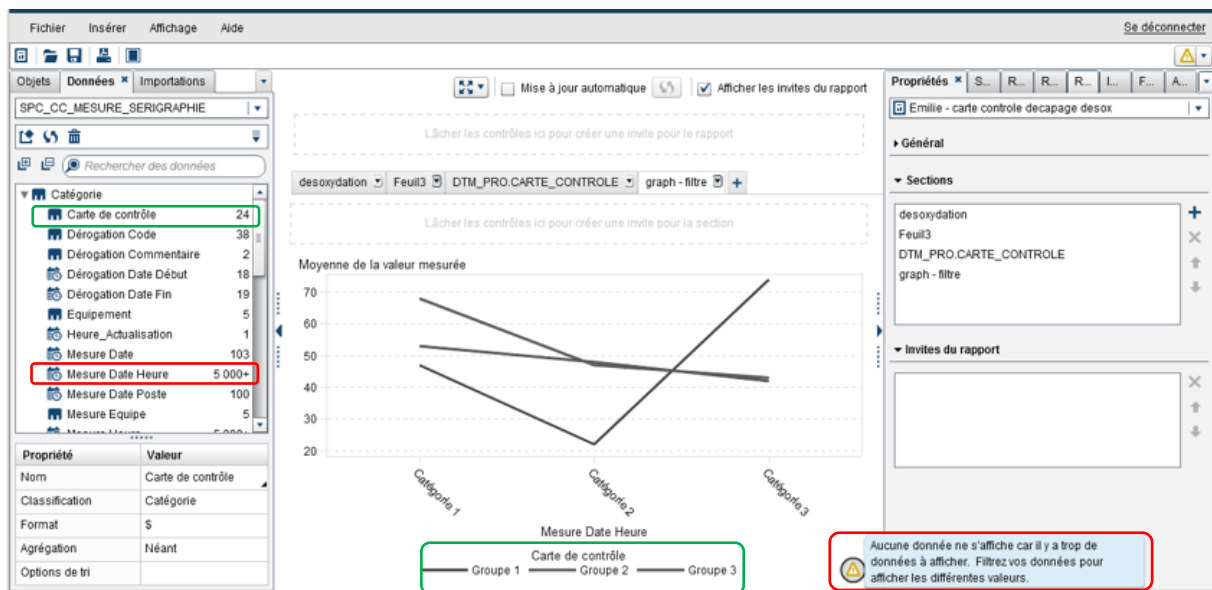 Fichier Insérer Affichage Aide Se déconnecter
Objets Données Importations
SPC_CC_MESURE_SERIGRAPHIE
Rechercher des données
Catégorie
Carte de contrôle 24
Dérogation Code 38
Dérogation Commentaire 2
Dérogation Date Début 18
Dérogation Date Fin 19
Equipement 5
Heure_Actualisation 1
Mesure Date 103
Mesure Date Heure 5 000+
Mesure Date Poste 100
Mesure Equipe 5
Propriété Valeur
Nom Carte de contrôle
Classification Catégorie
Format $
Agrégation Néant
Options de tri
Mise à jour automatique Afficher les invites du rapport
Lâcher les contrôles ici pour créer une invite pour le rapport
desoxydation Feuil3 DTM_PRO.CARTE_CONTROLE graph - filtre
Lâcher les contrôles ici pour créer une invite pour la section
Moyenne de la valeur mesurée
70
60
50
40
30
20
Catégorie 1 Catégorie 2 Catégorie 3
Mesure Date Heure
Carte de contrôle
Groupe 1 Groupe 2 Groupe 3
Propriétés S... R... R... R... I... F... A...
Emilie - carte controle decapage desox
Général
Sections
desoxydation
Feuil3
DTM_PRO.CARTE_CONTROLE
graph - filtre
Invites du rapport
Aucune donnée ne s'affiche car il y a trop de
données à afficher. Filtrez vos données pour
afficher les différentes valeurs.